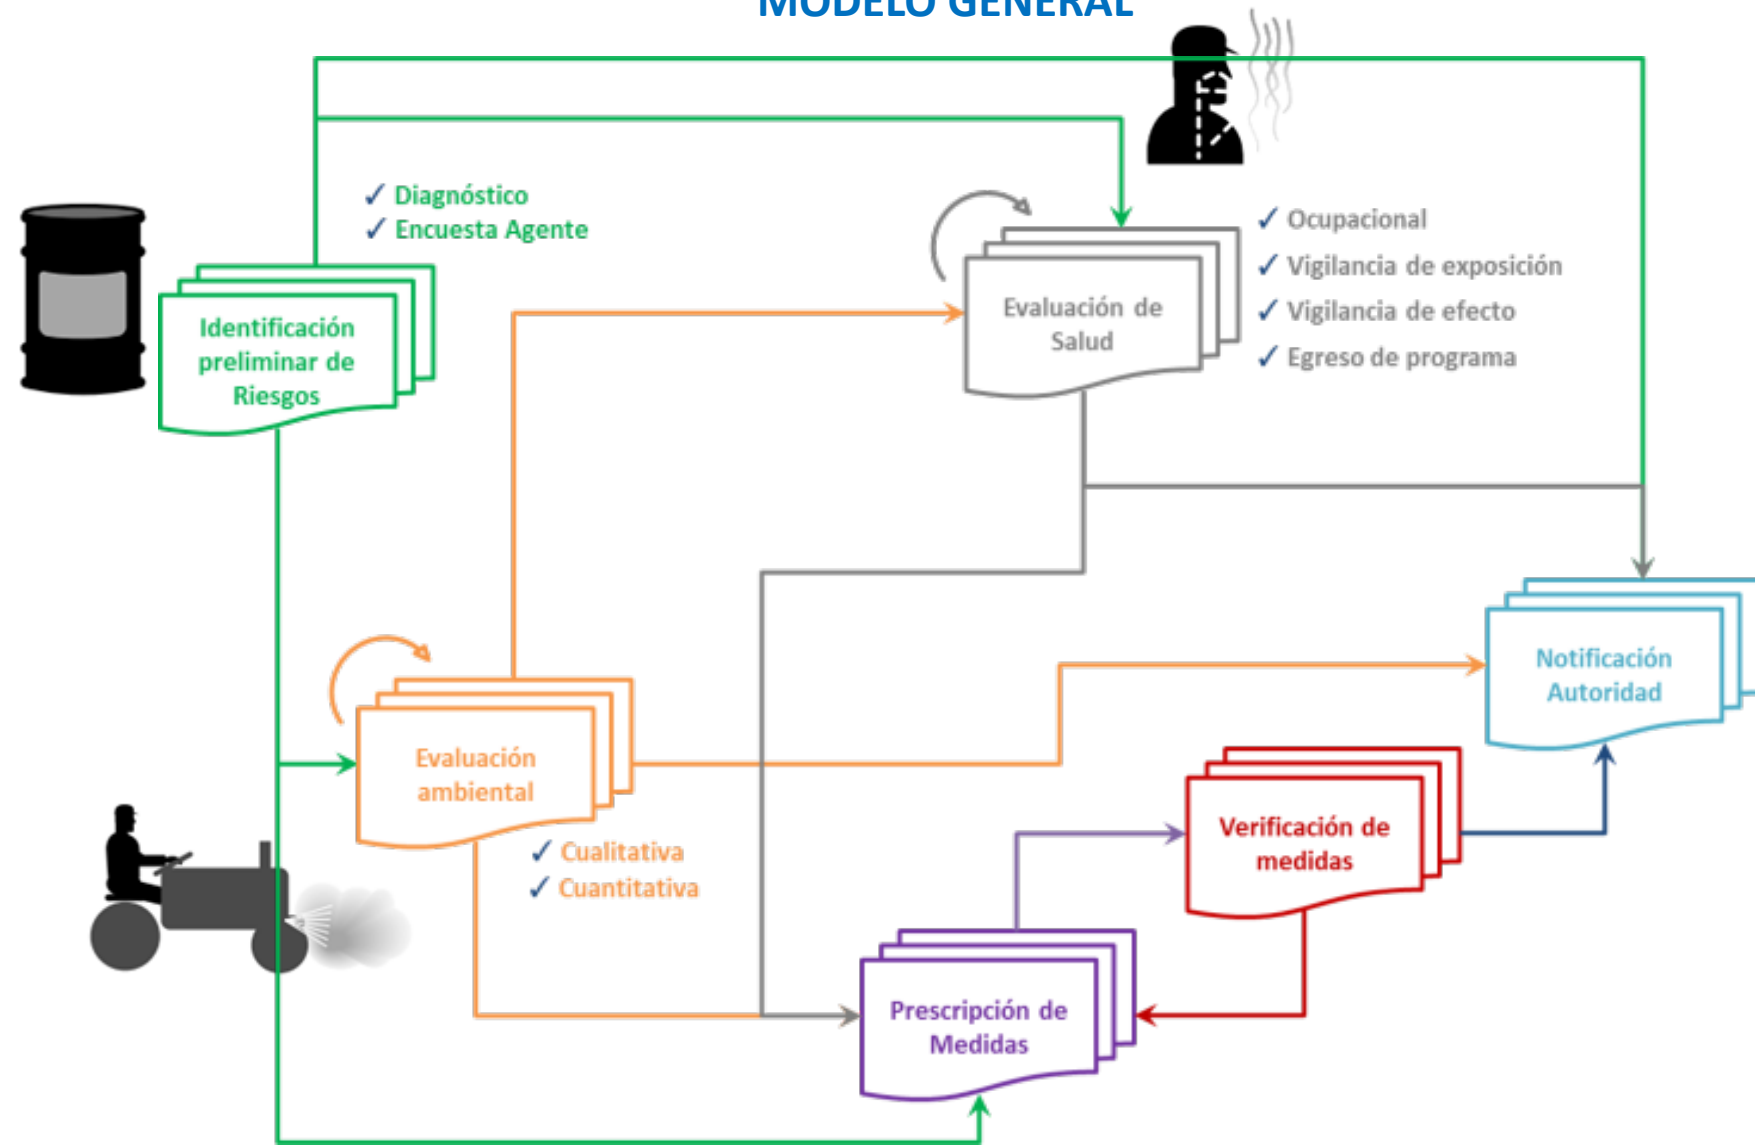 MODELO GENERAL
✓ Diagnóstico
✓ Encuesta Agente
Identificación
preliminar de
Riesgos
Evaluación de
Salud
✓ Ocupacional
✓ Vigilancia de exposición
✓ Vigilancia de efecto
✓ Egreso de programa
Notificación
Autoridad
Evaluación
ambiental
✓ Cualitativa
✓ Cuantitativa
Verificación de
medidas
Prescripción de
Medidas